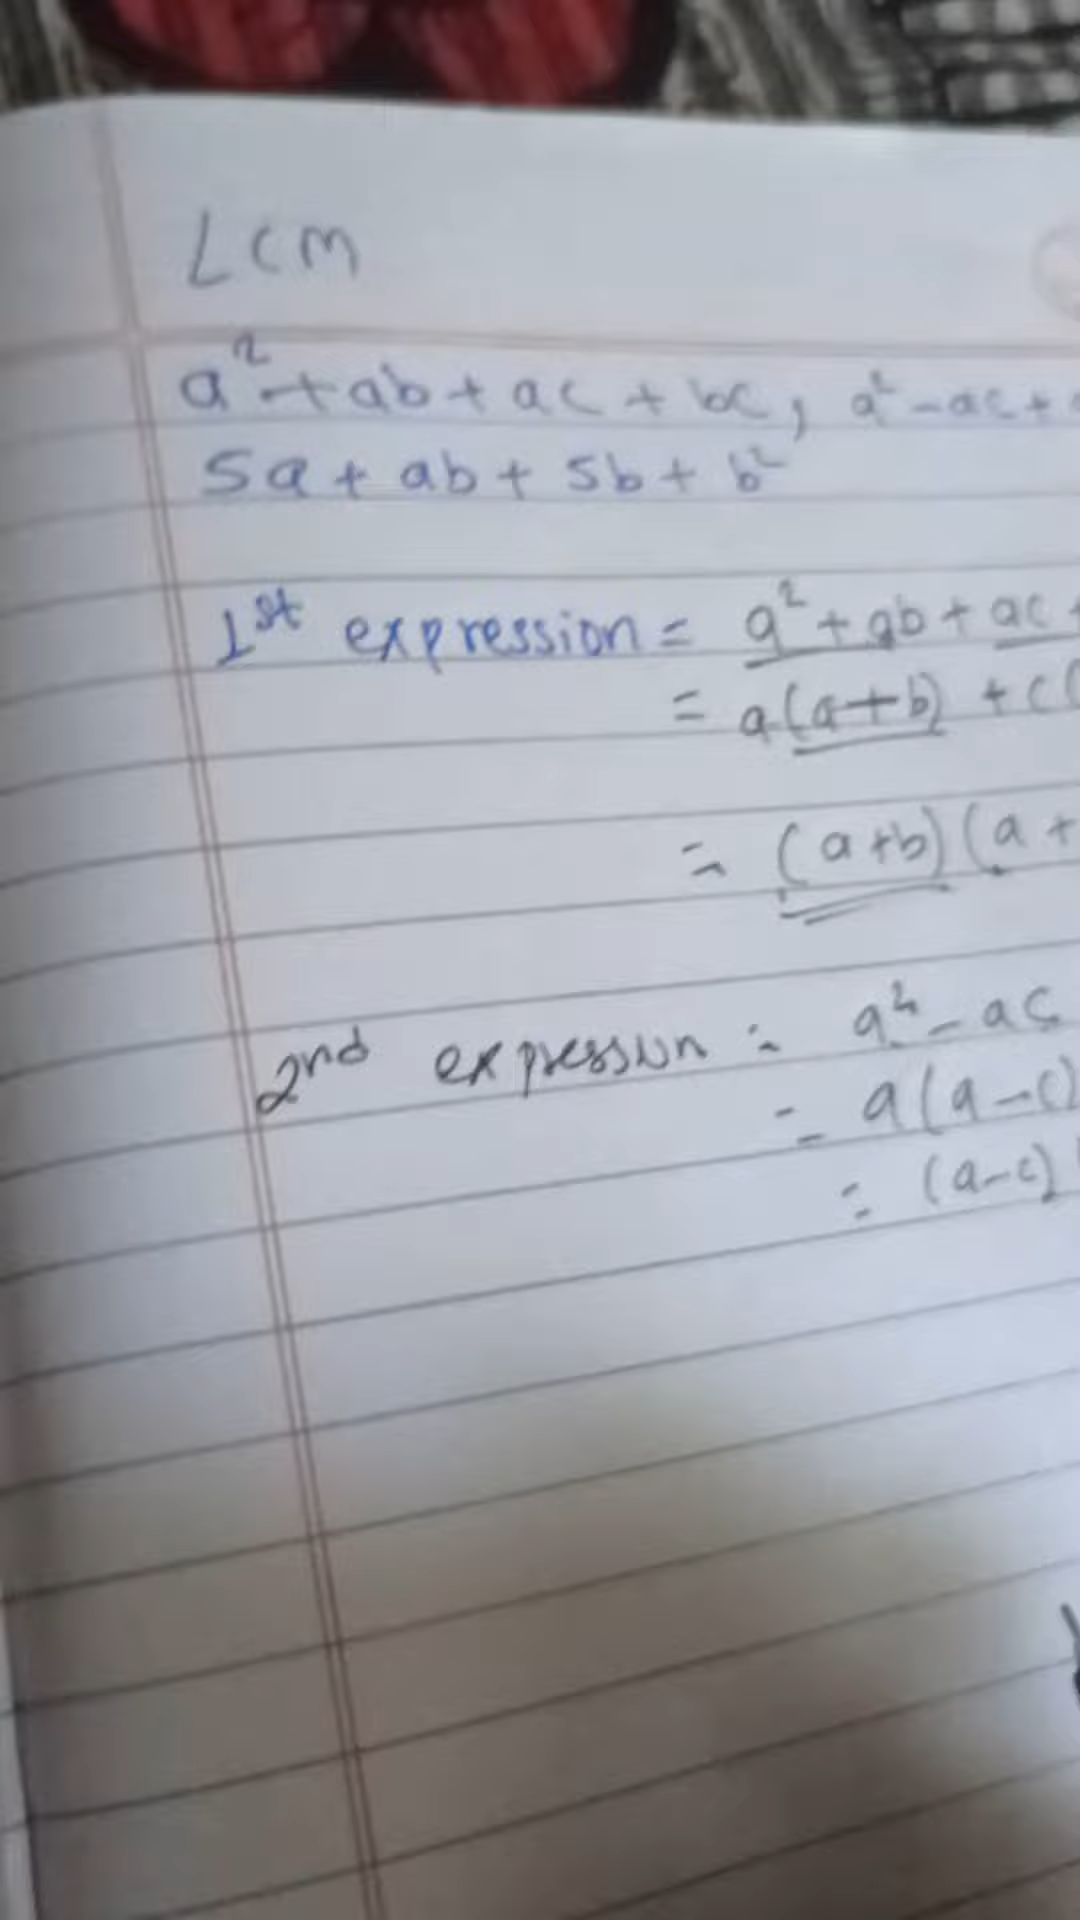 LCM
a²+ab+ac+bc, a²-ac+
5a+ab+5b+b²
1st expression= a²+ab+ac+
= a(a+b) +c(
= (a+b)(a+
2nd expression = a²-ac
= a(a-c)
= (a-c)